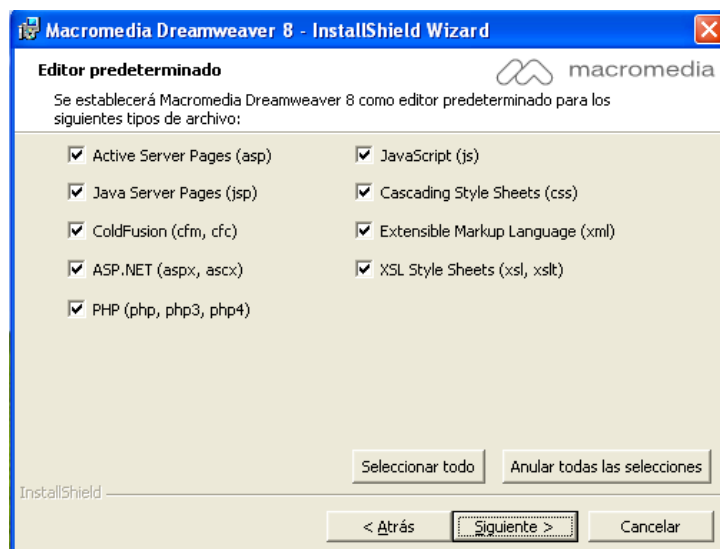 Macromedia Dreamweaver 8 - InstallShield Wizard
Editor predeterminado
macromedia
Se establecerá Macromedia Dreamweaver 8 como editor predeterminado para los
siguientes tipos de archivo:
Active Server Pages (asp)
JavaScript (js)
Java Server Pages (jsp)
Cascading Style Sheets (css)
ColdFusion (cfm, cfc)
Extensible Markup Language (xml)
ASP.NET (aspx, ascx)
XSL Style Sheets (xsl, xslt)
PHP (php, php3, php4)
Seleccionar todo
Anular todas las selecciones
InstallShield
< Atrás
Siguiente >
Cancelar